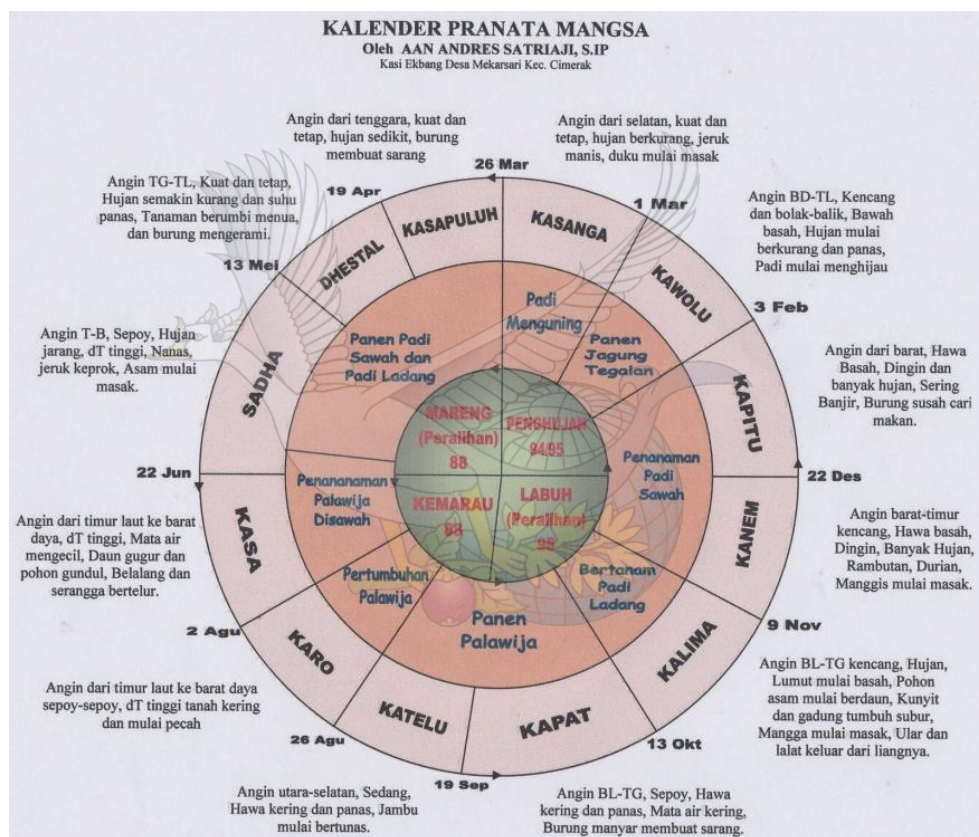 KALENDER PRANATA MANGSA
Oleh AAN ANDRES SATRIAJI, S.IP
Kasi Ekbang Desa Mekarsari Kec. Cimerak
Angin dari tenggara, kuat dan
tetap, hujan sedikit, burung
membuat sarang
Angin dari selatan, kuat dan
tetap, hujan berkurang, jeruk
manis, duku mulai masak
26 Mar
Angin TG-TL, Kuat dan tetap,
Hujan semakin kurang dan suhu
panas, Tanaman berumbi menua,
dan burung mengerami.
19 Apr
1 Mar
Angin BD-TL, Kencang
dan bolak-balik, Bawah
basah, Hujan mulai
berkurang dan panas,
Padi mulai menghijau
KASAPULUH
KASANGA
DHESTAL
KAWOLU
13 Mei
3 Feb
Angin T-B, Sepoy, Hujan
jarang, dT tinggi, Nanas,
jeruk keprok, Asam mulai
masak.
SADHA
Panen Padi
Sawah dan
Padi Ladang
Padi
Menguning
Panen
Jagung
Tegalan
KAPITU
Angin dari barat, Hawa
Basah, Dingin dan
banyak hujan, Sering
Banjir, Burung susah cari
makan.
MARENG
(Peralihan)
88
PENGHUJAN
94/95
22 Jun
22 Des
Penananaman
Palawija
Disawah
KEMARAU
88
LABUH
(Peralihan)
95
Penanaman
Padi
Sawah
KASA
KANEM
Angin dari timur laut ke barat
daya, dT tinggi, Mata air
mengecil, Daun gugur dan
pohon gundul, Belalang dan
serangga bertelur.
Angin barat-timur
kencang, Hawa basah,
Dingin, Banyak Hujan,
Rambutan, Durian,
Manggis mulai masak.
Pertumbuhan
Palawija
Panen
Palawija
Bertanam
Padi
Ladang
2 Agu
9 Nov
KARO
KALIMA
KATELU
KAPAT
Angin dari timur laut ke barat daya
sepoy-sepoy, dT tinggi tanah kering
dan mulai pecah
Angin BL-TG kencang, Hujan,
Lumut mulai basah, Pohon
asam mulai berdaun, Kunyit
dan gadung tumbuh subur,
Mangga mulai masak, Ular dan
lalat keluar dari liangnya.
26 Agu
13 Okt
19 Sep
Angin utara-selatan, Sedang,
Hawa kering dan panas, Jambu
mulai bertunas.
Angin BL-TG, Sepoy, Hawa
kering dan panas, Mata air kering,
Burung manyar membuat sarang.